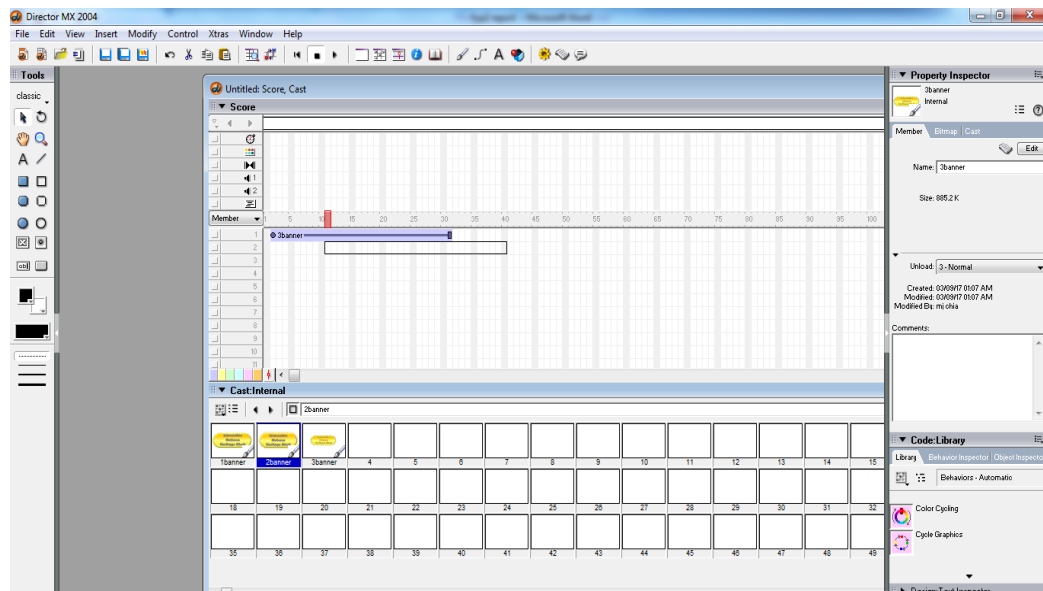 Director MX 2004
File Edit View Insert Modify Control Xtras Window Help
Tools
classic
Untitled: Score, Cast
Score
1
2
Member
5 10 15 20 25 30 35 40 45 50 55 60 65 70 75 80 85 90 95 100
1 3banner
2
3
4
5
6
7
8
9
10
11
Cast:Internal
2banner
1banner 2banner 3banner 4 5 6 7 8 9 10 11 12 13 14 15
18 19 20 21 22 23 24 25 26 27 28 29 30 31 32
35 36 37 38 39 40 41 42 43 44 45 46 47 48 49
Property Inspector
3banner
Internal
Member Bitmap Cast
Edit
Name: 3banner
Size: 885.2 K
Unload: 3 - Normal
Created: 03/09/17 01:07 AM
Modified: 03/09/17 01:07 AM
Modified By: mj chia
Comments:
Code:Library
Library Behavior Inspector Object Inspector
Behaviors - Automatic
Color Cycling
Cycle Graphics